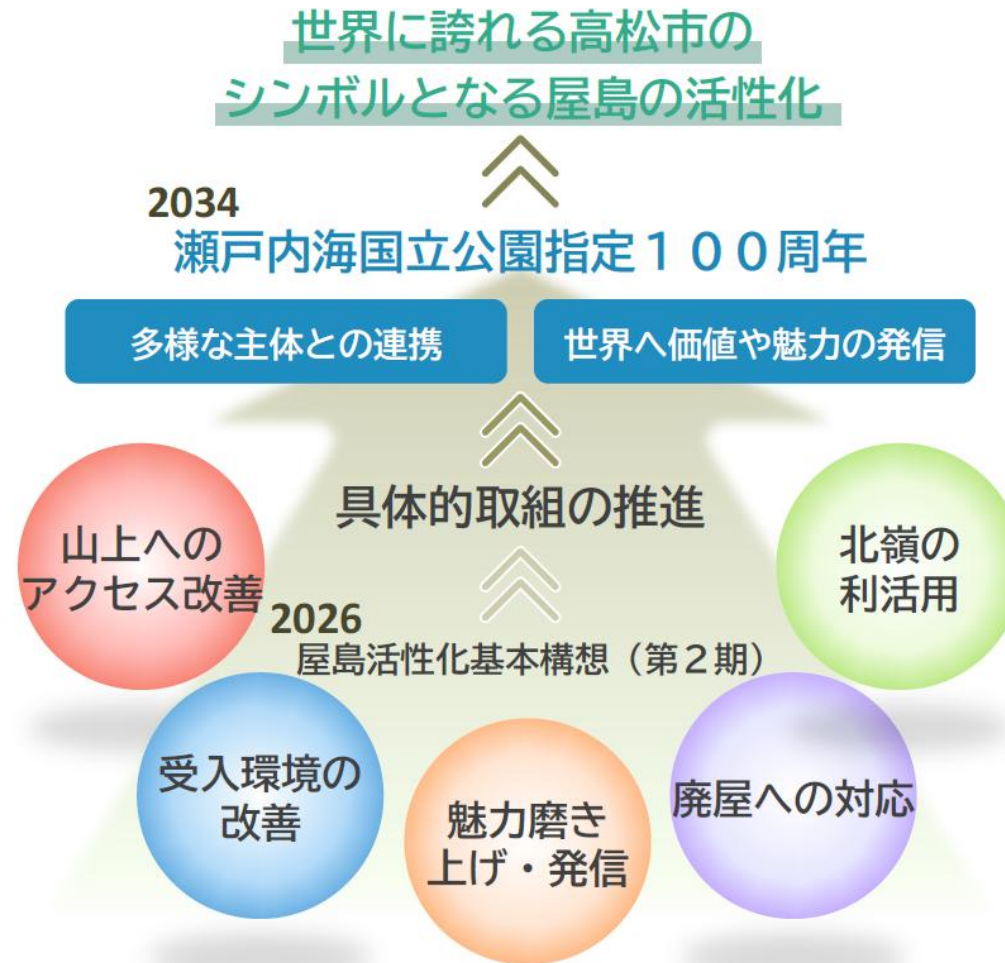 世界に誇れる高松市の
シンボルとなる屋島の活性化
2034
瀬戸内海国立公園指定１００周年
多様な主体との連携
世界へ価値や魅力の発信
具体的取組の推進
山上への
アクセス改善
北嶺の
利活用
2026
屋島活性化基本構想（第２期）
受入環境の
改善
魅力磨き
上げ・発信
廃屋への対応